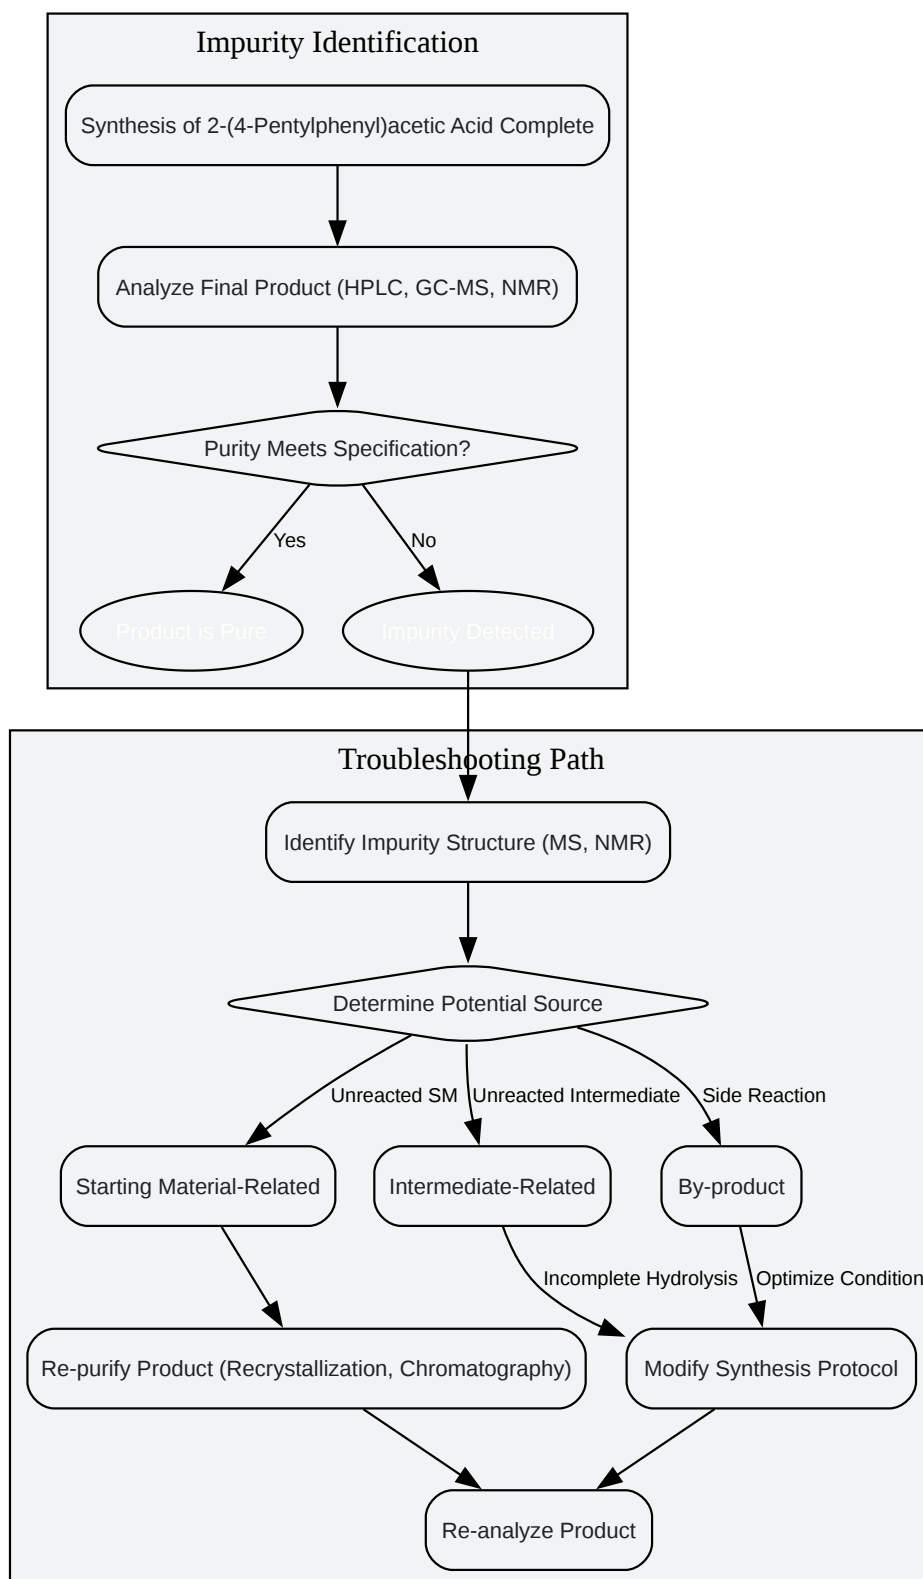 Impurity Identification
Synthesis of 2-(4-Pentylphenyl)acetic Acid Complete
Analyze Final Product (HPLC, GC-MS, NMR)
Purity Meets Specification?
Yes
No
Product is Pure
Impurity Detected
Troubleshooting Path
Identify Impurity Structure (MS, NMR)
Determine Potential Source
Unreacted SM
Unreacted Intermediate
Side Reaction
Starting Material-Related
Intermediate-Related
By-product
Incomplete Hydrolysis
Optimize Condition
Re-purify Product (Recrystallization, Chromatography)
Modify Synthesis Protocol
Re-analyze Product